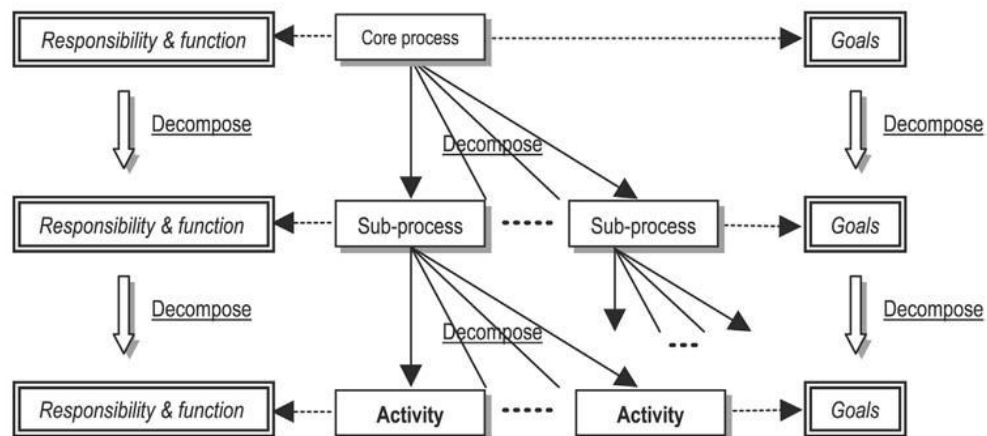 Responsibility & function
Core process
Goals
Decompose
Decompose
Decompose
Responsibility & function
Sub-process
Sub-process
Goals
Decompose
Decompose
Decompose
Responsibility & function
Activity
Activity
Goals